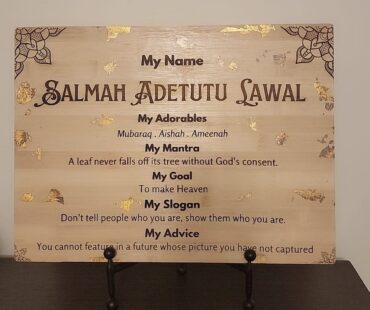 My Name
SALMAH ADETUTU LAWAL
My Adorables
Mubaraq . Aishah . Ameenah
My Mantra
A leaf never falls off its tree without God's consent.
My Goal
To make Heaven
My Slogan
Don't tell people who you are, show them who you are.
My Advice
You cannot feature in a future whose picture you have not captured